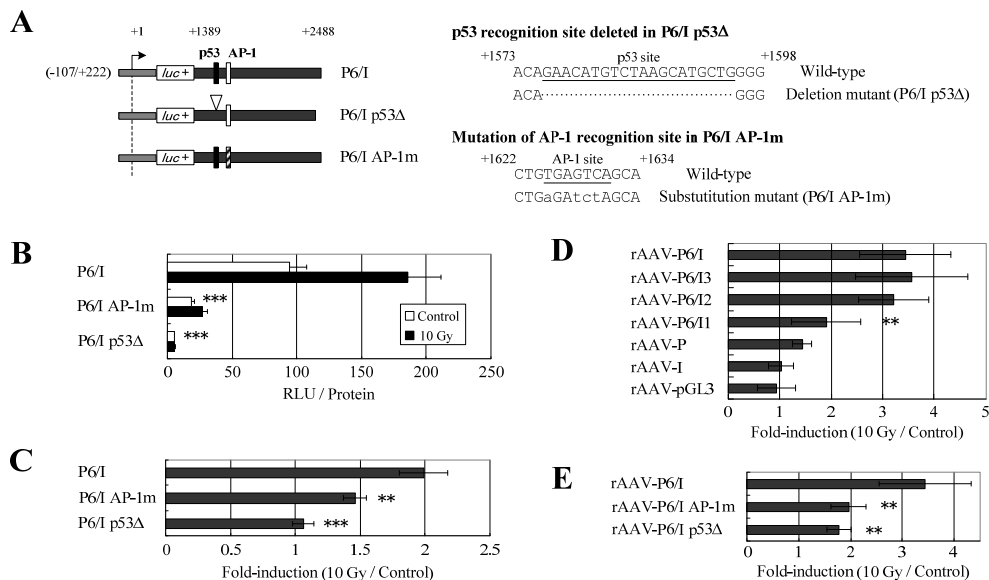 A
+1
+1389
+2488
p53
AP-1
(-107/+222)
luc+
P6/I
luc+
P6/I p53Δ
luc+
P6/I AP-1m
p53 recognition site deleted in P6/I p53Δ
+1573
p53 site
+1598
ACAGAACATGTCTAAGCATGCTGGGG
Wild-type
ACA·······················GGG
Deletion mutant (P6/I p53Δ)
Mutation of AP-1 recognition site in P6/I AP-1m
+1622
AP-1 site
+1634
CTGTGAGTCAGCA
Wild-type
CTGaGAtctAGCA
Substutitution mutant (P6/I AP-1m)
B
P6/I
P6/I AP-1m
***
P6/I p53Δ
***
Control
10 Gy
0 50 100 150 200 250
RLU / Protein
C
P6/I
P6/I AP-1m
**
P6/I p53Δ
***
0 0.5 1 1.5 2 2.5
Fold-induction (10 Gy / Control)
D
rAAV-P6/I
rAAV-P6/I3
rAAV-P6/I2
rAAV-P6/I1
**
rAAV-P
rAAV-I
rAAV-pGL3
0 1 2 3 4 5
Fold-induction (10 Gy / Control)
E
rAAV-P6/I
rAAV-P6/I AP-1m
**
rAAV-P6/I p53Δ
**
0 1 2 3 4
Fold-induction (10 Gy / Control)